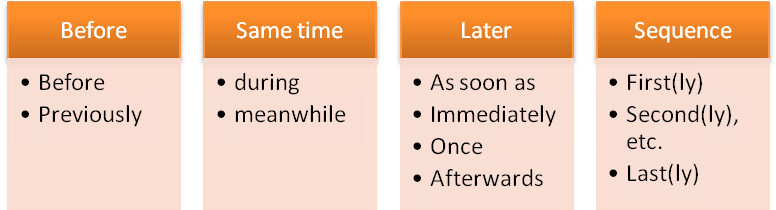 Before
• Before
• Previously
Same time
• during
• meanwhile
Later
• As soon as
• Immediately
• Once
• Afterwards
Sequence
• First(ly)
• Second(ly),
etc.
• Last(ly)